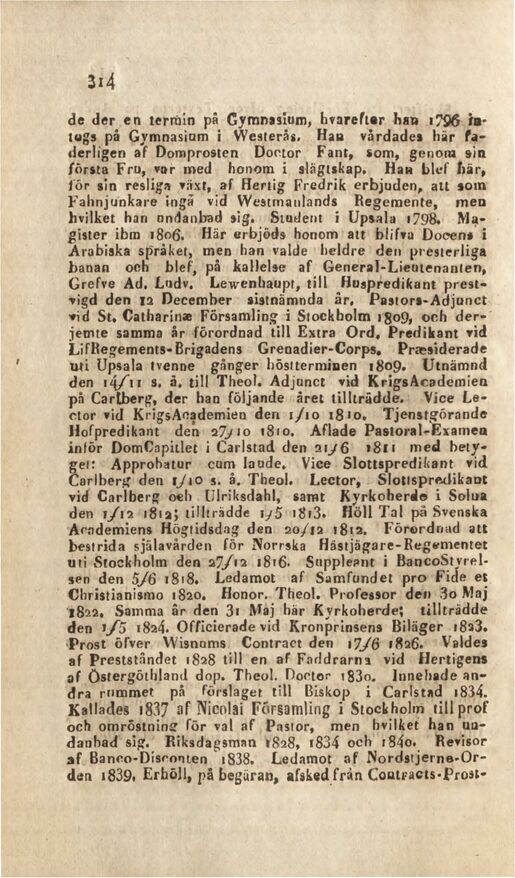 314
de der en termin på Gymnasium, hvarefter han 1796 in-
togs på Gymnasium i Westerås. Han vårdades här fa-
derligen af Domprosten Doctor Fant, som, genom sin
första Fru, var med honom i slägtskap. Han blef här,
för sin resliga växt, af Hertig Fredrik erbjuden, att som
Fahnjunkare ingå vid Westmanlands Regemente, men
hvilket han undanbad sig. Student i Upsala 1798. Ma-
gister ibm 1806. Här erbjöds honom att blifva Docens i
Arabiska språket, men han valde heldre den presterliga
banan och blef, på kallelse af General-Lieutenanten,
Grefve Ad. Ludv. Lewenhaupt, till Huspredikant prest-
vigd den 12 December sistnämnda år. Pastors-Adjunct
vid St. Catharinæ Församling i Stockholm 1809, och der-
jemte samma år förordnad till Extra Ord. Predikant vid
LifRegements-Brigadens Grenadier-Corps. Præsiderade
uti Upsala tvenne gånger höstterminen 1809. Utnämnd
den 14/11 s. å. till Theol. Adjunct vid KrigsAcademien
på Carlberg, der han följande året tillträdde. Vice Le-
ctor vid KrigsAcademien den 1/10 1810. Tjenstgörande
Hofpredikant den 27/10 1810. Aflade Pastoral-Examen
inför DomCapitlet i Carlstad den 21/6 1811 med bety-
get: Approbatur cum laude. Vice Slottspredikant vid
Carlberg den 1/10 s. å. Theol. Lector, Slottspredikant
vid Carlberg och Ulriksdahl, samt Kyrkoherde i Solna
den 1/12 1812; tillträdde 1/5 1813. Höll Tal på Svenska
Academiens Högtidsdag den 20/12 1812. Förordnad att
bestrida själavården för Norrska Hästjägare-Regementet
uti Stockholm den 27/12 1816. Suppleant i BancoStyrel-
sen den 5/6 1818. Ledamot af Samfundet pro Fide et
Christianismo 1820. Honor. Theol. Professor den 30 Maj
1822. Samma år den 31 Maj här Kyrkoherde; tillträdde
den 1/5 1824. Officierade vid Kronprinsens Biläger 1823.
Prost öfver Wisnums Contract den 17/6 1826. Valdes
af Prestståndet 1828 till en af Faddrarna vid Hertigens
af Östergöthland dop. Theol. Doctor 1830. Innehade an-
dra rummet på förslaget till Biskop i Carlstad 1834.
Kallades 1837 af Nicolai Församling i Stockholm till prof
och omröstning för val af Pastor, men hvilket han un-
danbad sig. Riksdagsman 1828, 1834 och 1840. Revisor
af Banco-Disconten 1838. Ledamot af Nordstjerne-Or-
den 1839. Erhöll, på begäran, afsked från Contracts-Prost-